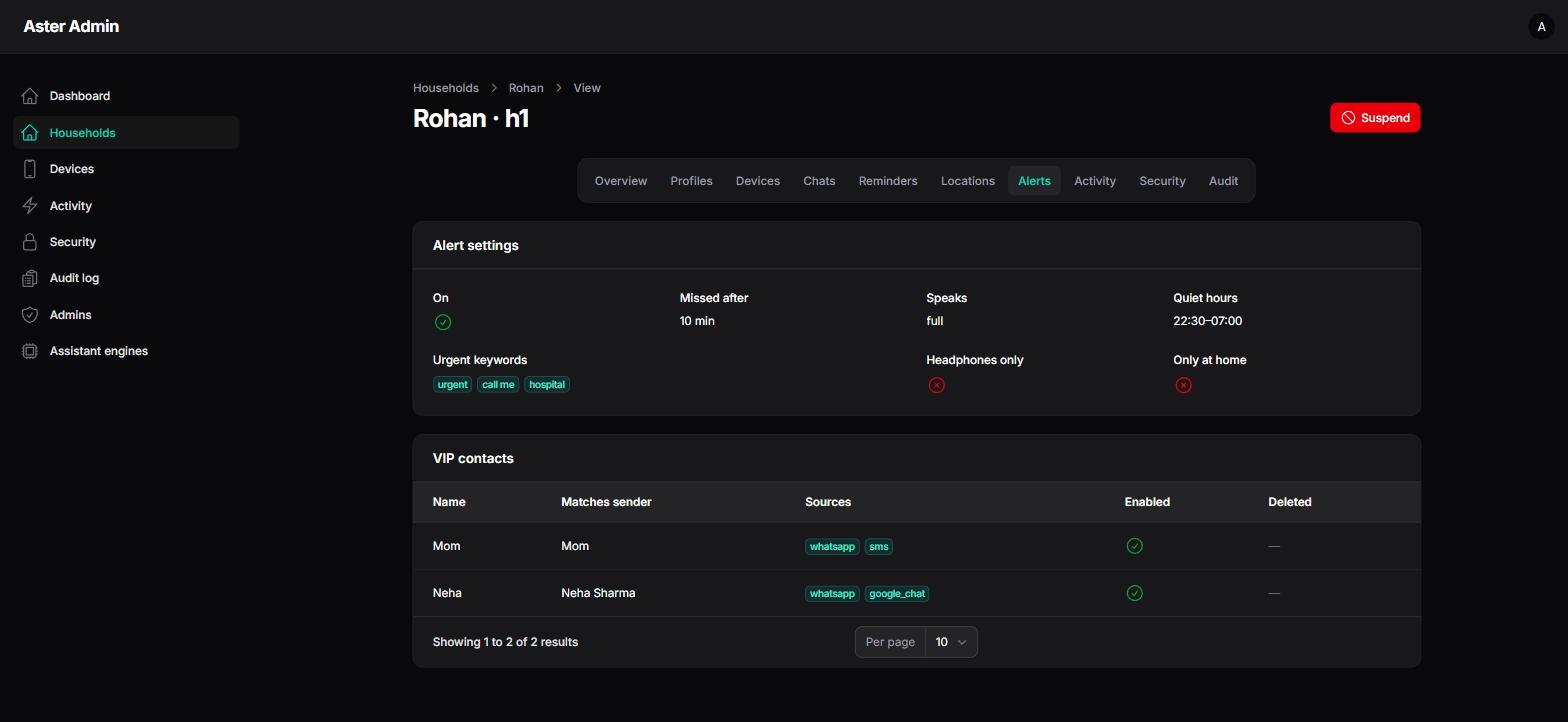 Aster Admin
A
Dashboard
Households
Devices
Activity
Security
Audit log
Admins
Assistant engines
Households > Rohan > View
Rohan · h1
Suspend
Overview Profiles Devices Chats Reminders Locations Alerts Activity Security Audit
Alert settings
On Missed after Speaks Quiet hours
10 min full 22:30–07:00
Urgent keywords Headphones only Only at home
urgent call me hospital
VIP contacts
Name Matches sender Sources Enabled Deleted
Mom Mom whatsapp sms —
Neha Neha Sharma whatsapp google_chat —
Showing 1 to 2 of 2 results Per page 10